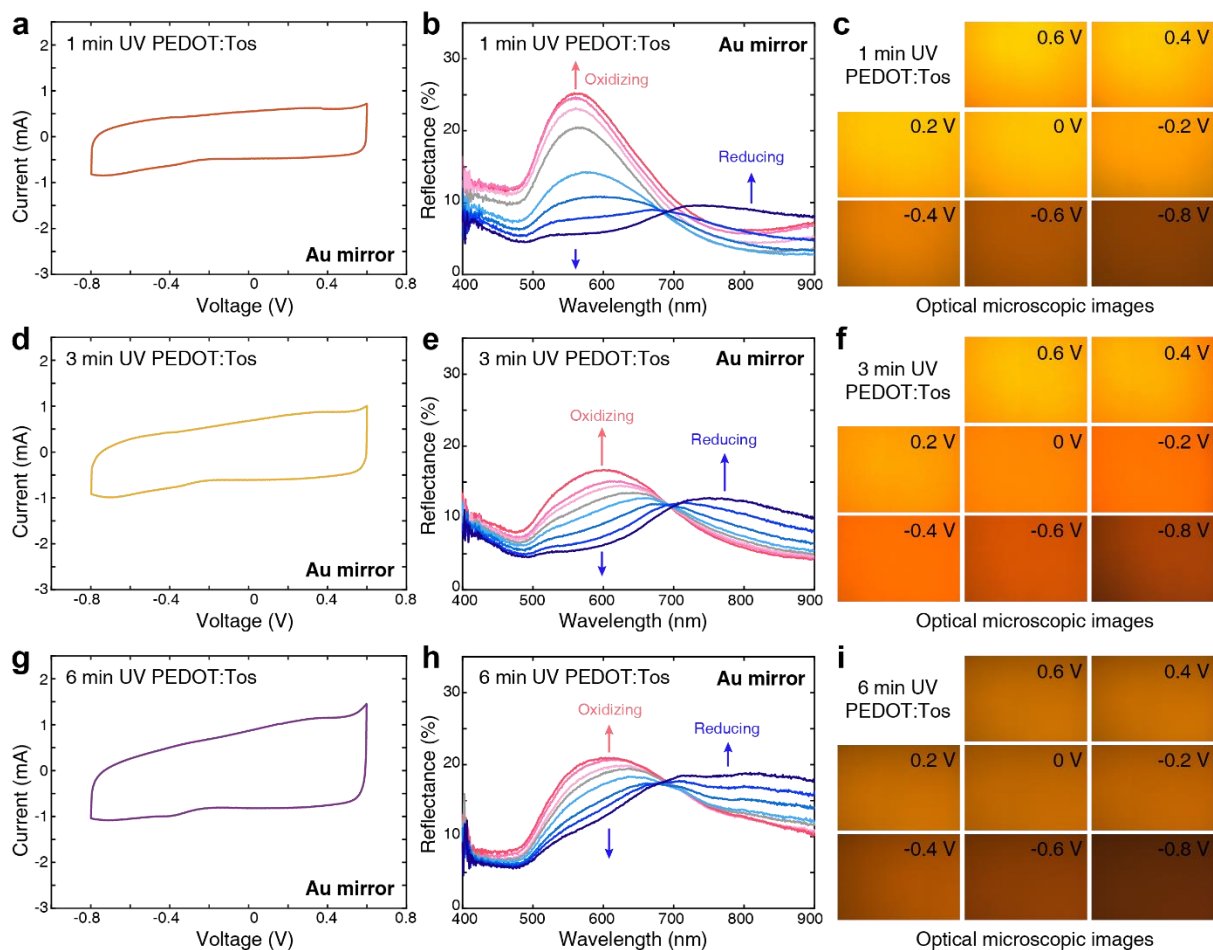 a
1 min UV PEDOT:Tos
2
1
0
-1
-2
-3
Current (mA)
Au mirror
-0.8
-0.4
0
0.4
0.8
Voltage (V)
b
1 min UV PEDOT:Tos
Au mirror
30
20
10
0
Reflectance (%)
Oxidizing
Reducing
400
500
600
700
800
900
Wavelength (nm)
c
1 min UV
PEDOT:Tos
0.6 V
0.4 V
0.2 V
0 V
-0.2 V
-0.4 V
-0.6 V
-0.8 V
Optical microscopic images
d
3 min UV PEDOT:Tos
2
1
0
-1
-2
-3
Current (mA)
Au mirror
-0.8
-0.4
0
0.4
0.8
Voltage (V)
e
3 min UV PEDOT:Tos
Au mirror
30
20
10
0
Reflectance (%)
Oxidizing
Reducing
400
500
600
700
800
900
Wavelength (nm)
f
3 min UV
PEDOT:Tos
0.6 V
0.4 V
0.2 V
0 V
-0.2 V
-0.4 V
-0.6 V
-0.8 V
Optical microscopic images
g
6 min UV PEDOT:Tos
2
1
0
-1
-2
-3
Current (mA)
Au mirror
-0.8
-0.4
0
0.4
0.8
Voltage (V)
h
6 min UV PEDOT:Tos
Au mirror
30
20
10
0
Reflectance (%)
Oxidizing
Reducing
400
500
600
700
800
900
Wavelength (nm)
i
6 min UV
PEDOT:Tos
0.6 V
0.4 V
0.2 V
0 V
-0.2 V
-0.4 V
-0.6 V
-0.8 V
Optical microscopic images